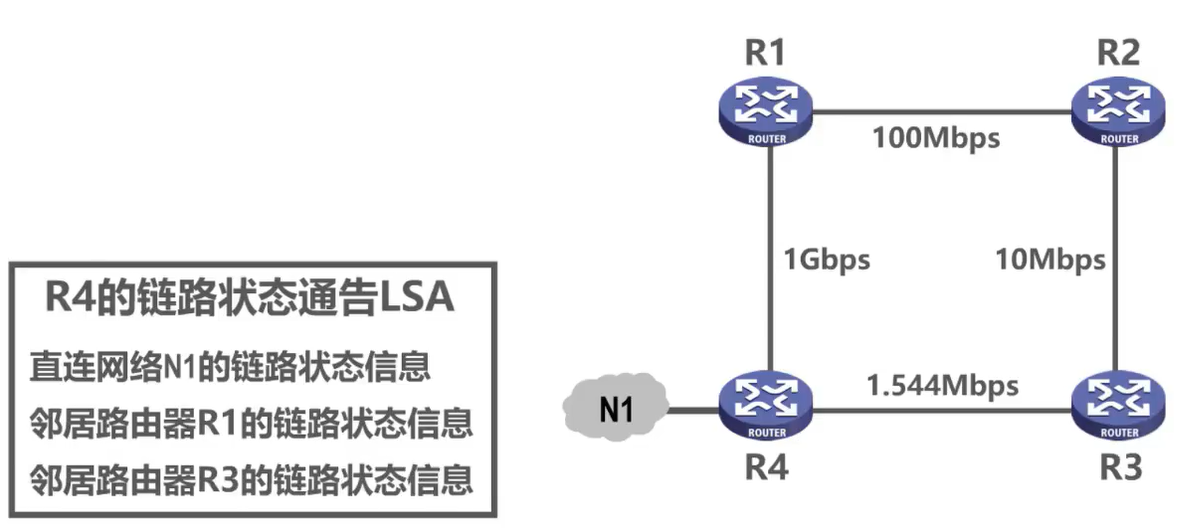 R1
R2
ROUTER
ROUTER
100Mbps
1Gbps
10Mbps
R4的链路状态通告LSA
直连网络N1的链路状态信息
邻居路由器R1的链路状态信息
邻居路由器R3的链路状态信息
1.544Mbps
N1
ROUTER
ROUTER
R4
R3